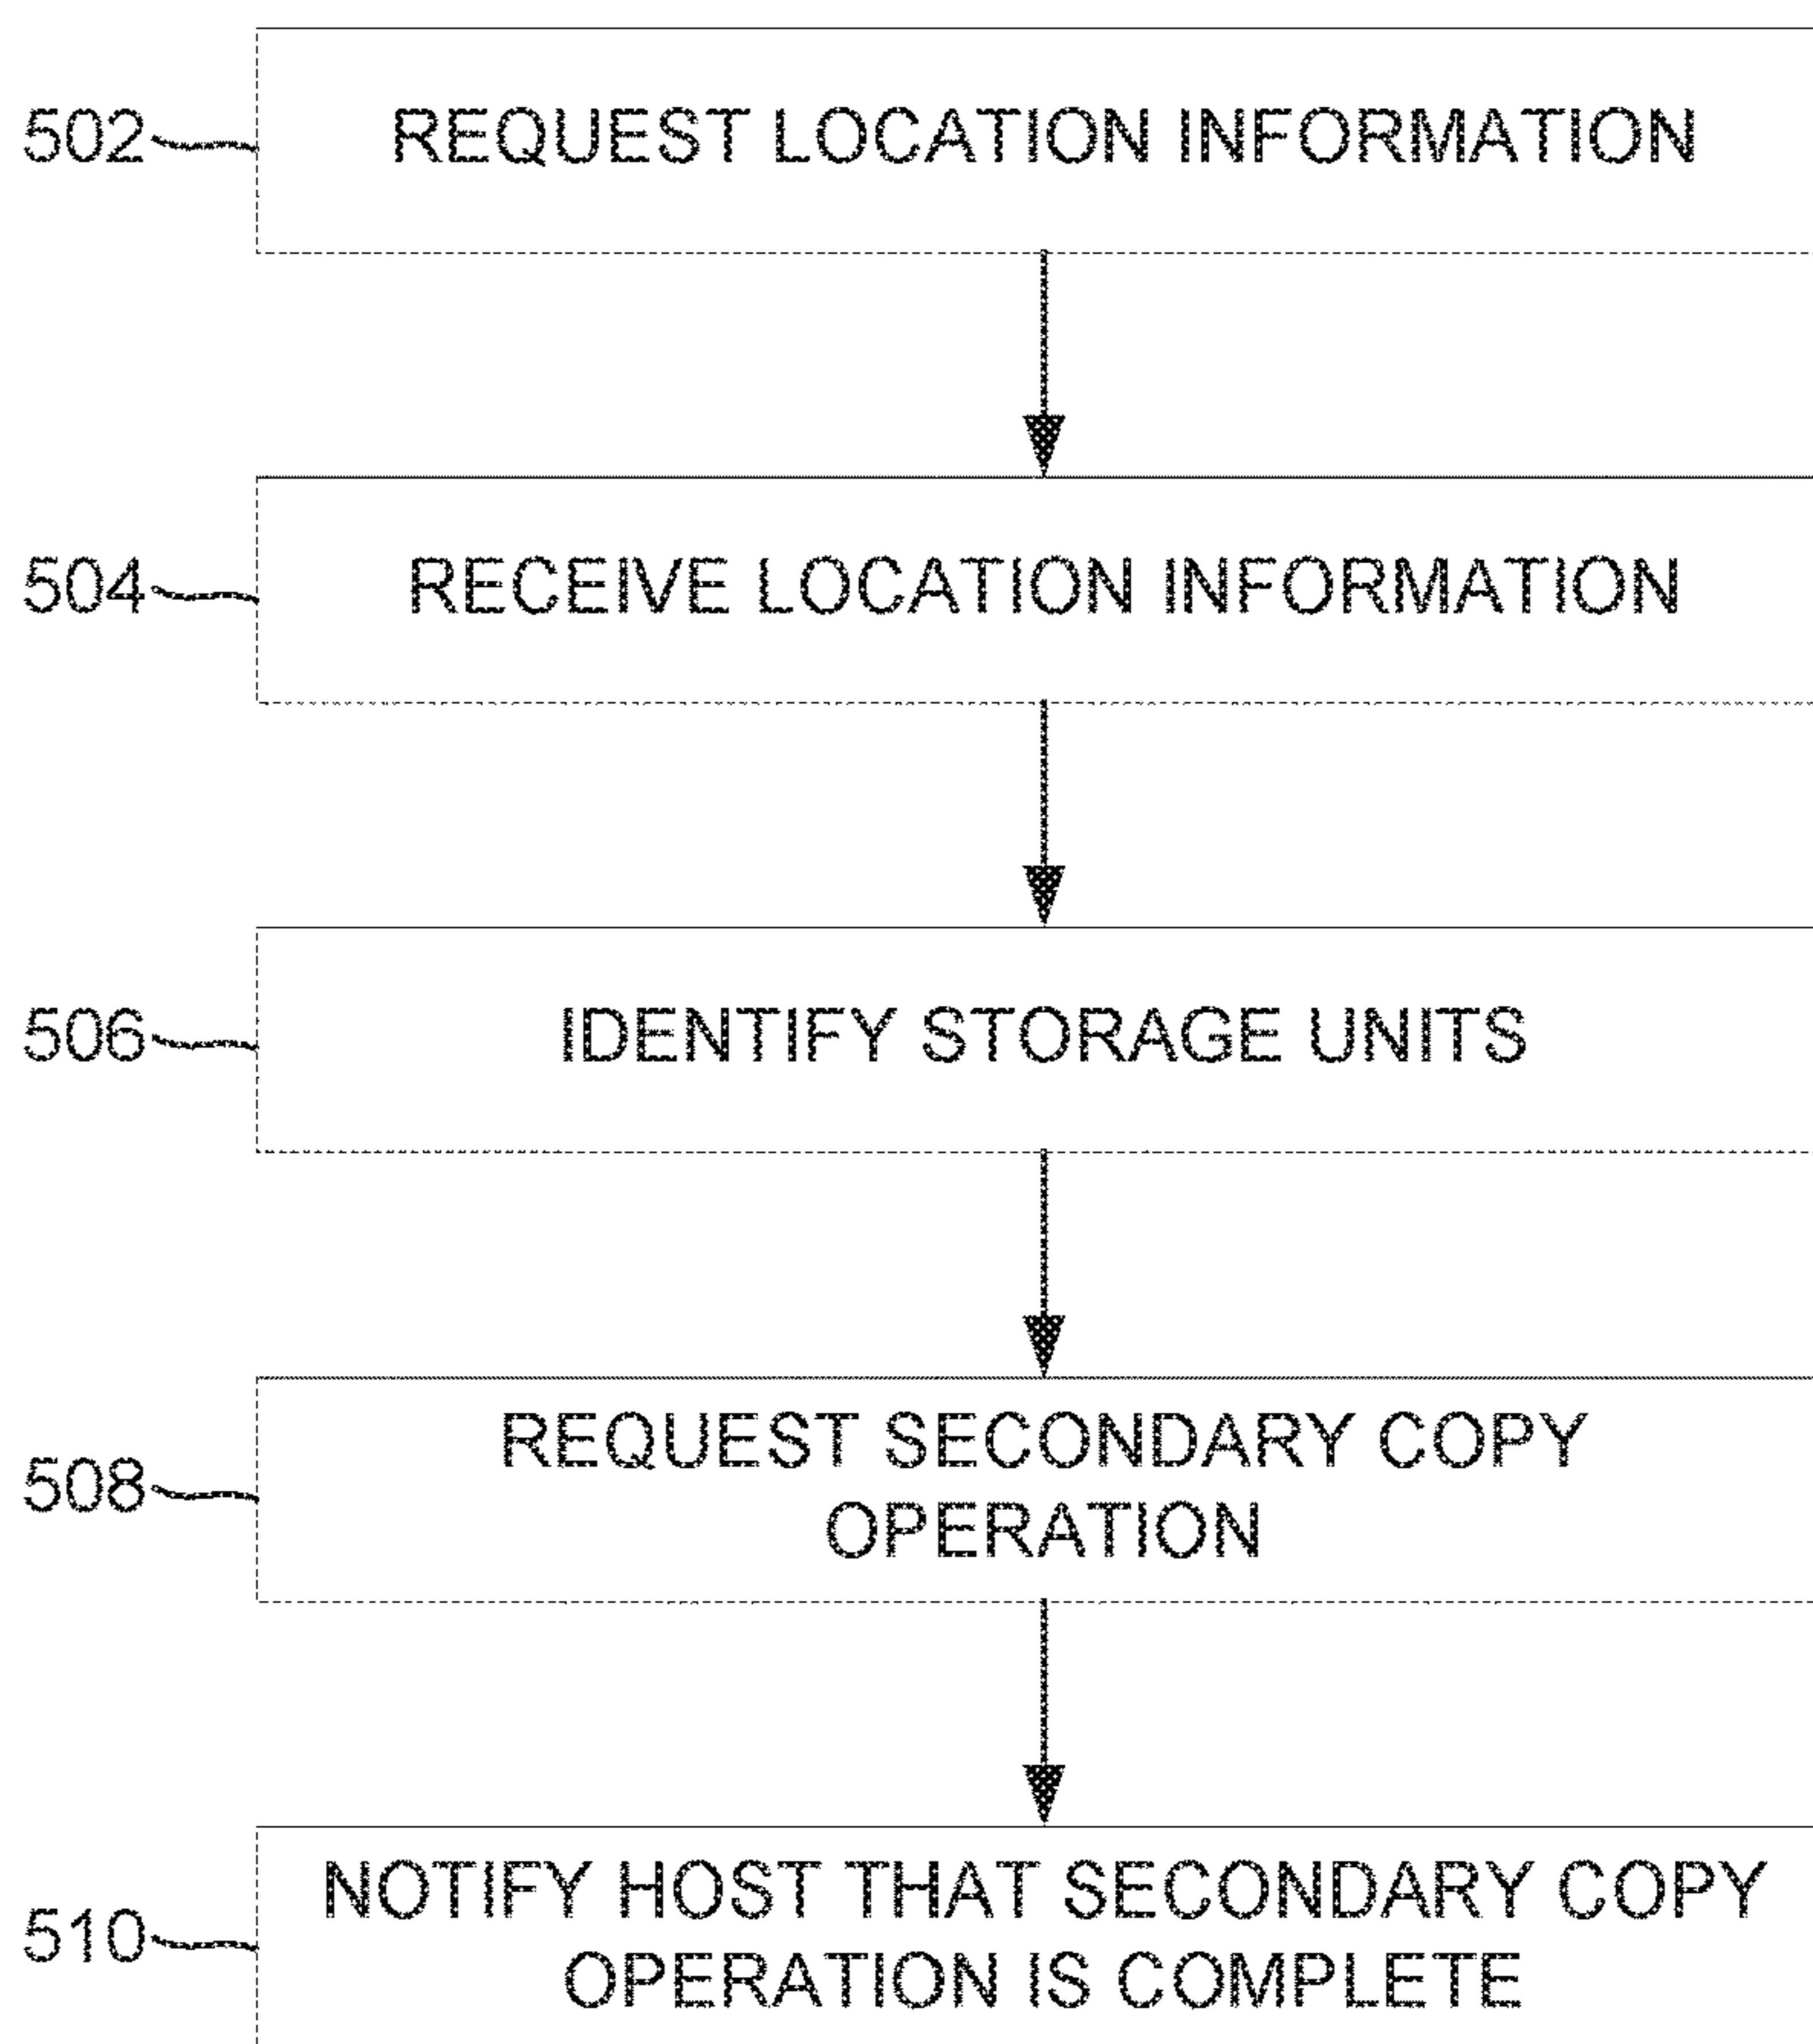 502
REQUEST LOCATION INFORMATION
504
RECEIVE LOCATION INFORMATION
506
IDENTIFY STORAGE UNITS
508
REQUEST SECONDARY COPY
OPERATION
510
NOTIFY HOST THAT SECONDARY COPY
OPERATION IS COMPLETE